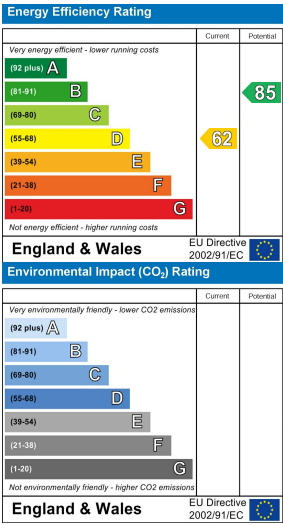 Energy Efficiency Rating
Current Potential
Very energy efficient - lower running costs
(92 plus) A
(81-91) B
85
(69-80) C
(55-68) D
62
(39-54) E
(21-38) F
(1-20) G
Not energy efficient - higher running costs
England & Wales
EU Directive
2002/91/EC
Environmental Impact (CO₂) Rating
Current Potential
Very environmentally friendly - lower CO2 emissions
(92 plus) A
(81-91) B
(69-80) C
(55-68) D
(39-54) E
(21-38) F
(1-20) G
Not environmentally friendly - higher CO2 emissions
England & Wales
EU Directive
2002/91/EC